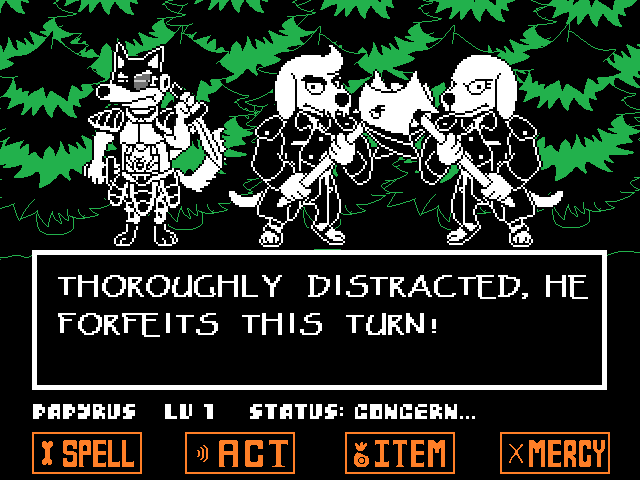 THOROUGHLY DISTRACTED, HE
FORFEITS THIS TURN!
PAPYRUS LV 1 STATUS: CONCERN...
SPELL ACT ITEM MERCY